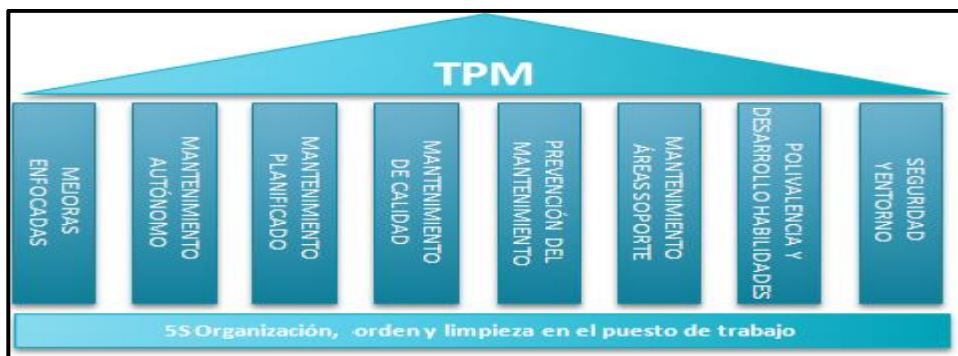 TPM
MEJORAS
ENFOCADAS
MANTENIMIENTO
AUTÓNOMO
MANTENIMIENTO
PLANIFICADO
MANTENIMIENTO
DE CALIDAD
PREVENCIÓN DEL
MANTENIMIENTO
MANTENIMIENTO
ÁREAS SOPORTE
POLIVALENCIA Y
DESARROLLO HABILIDADES
SEGURIDAD
Y ENTORNO
5S Organización, orden y limpieza en el puesto de trabajo